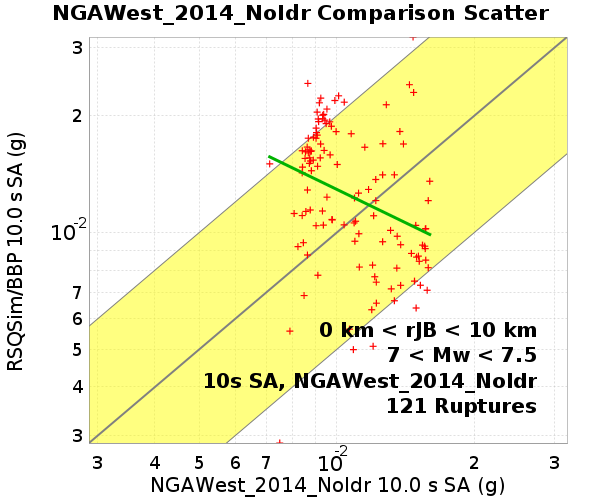 NGAWest_2014_NoIdr Comparison Scatter
RSQSim/BBP 10.0 s SA (g)
3
2
10-2
7
6
5
4
3
0 km < rJB < 10 km
7 < Mw < 7.5
10s SA, NGAWest_2014_NoIdr
121 Ruptures
3 4 5 6 7 10-2 2 3
NGAWest_2014_NoIdr 10.0 s SA (g)